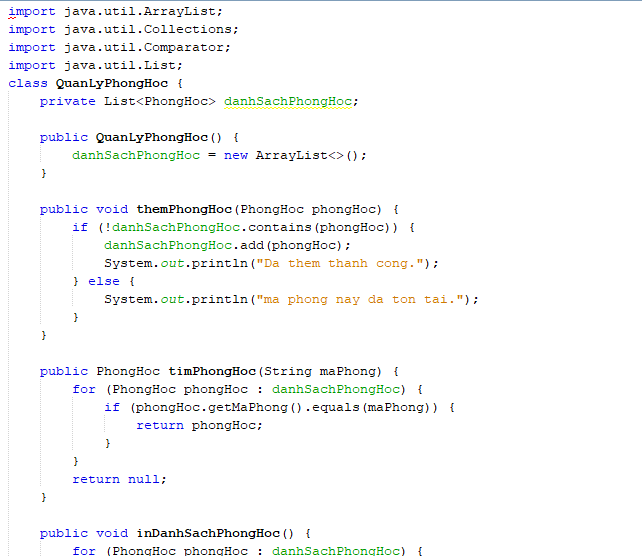 import java.util.ArrayList;
import java.util.Collections;
import java.util.Comparator;
import java.util.List;
class QuanLyPhongHoc {
    private List<PhongHoc> danhSachPhongHoc;

    public QuanLyPhongHoc() {
        danhSachPhongHoc = new ArrayList<>();
    }

    public void themPhongHoc(PhongHoc phongHoc) {
        if (!danhSachPhongHoc.contains(phongHoc)) {
            danhSachPhongHoc.add(phongHoc);
            System.out.println("Da them thanh cong.");
        } else {
            System.out.println("ma phong nay da ton tai.");
        }
    }

    public PhongHoc timPhongHoc(String maPhong) {
        for (PhongHoc phongHoc : danhSachPhongHoc) {
            if (phongHoc.getMaPhong().equals(maPhong)) {
                return phongHoc;
            }
        }
        return null;
    }

    public void inDanhSachPhongHoc() {
        for (PhongHoc phongHoc : danhSachPhongHoc) {